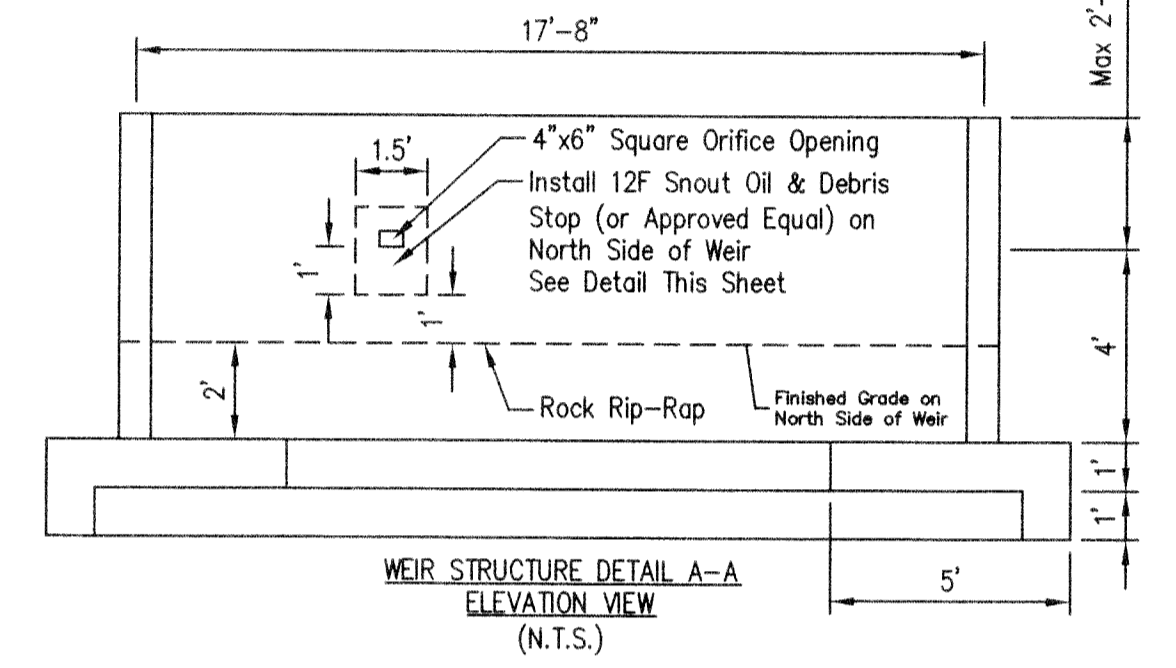 17'-8"
Max 2'-
4"x6" Square Orifice Opening
1.5'
Install 12F Snout Oil & Debris
Stop (or Approved Equal) on
North Side of Weir
See Detail This Sheet
1'
1'
4'
2'
Rock Rip-Rap
Finished Grade on
North Side of Weir
1'
1'
WEIR STRUCTURE DETAIL A-A
ELEVATION VIEW
(N.T.S.)
5'